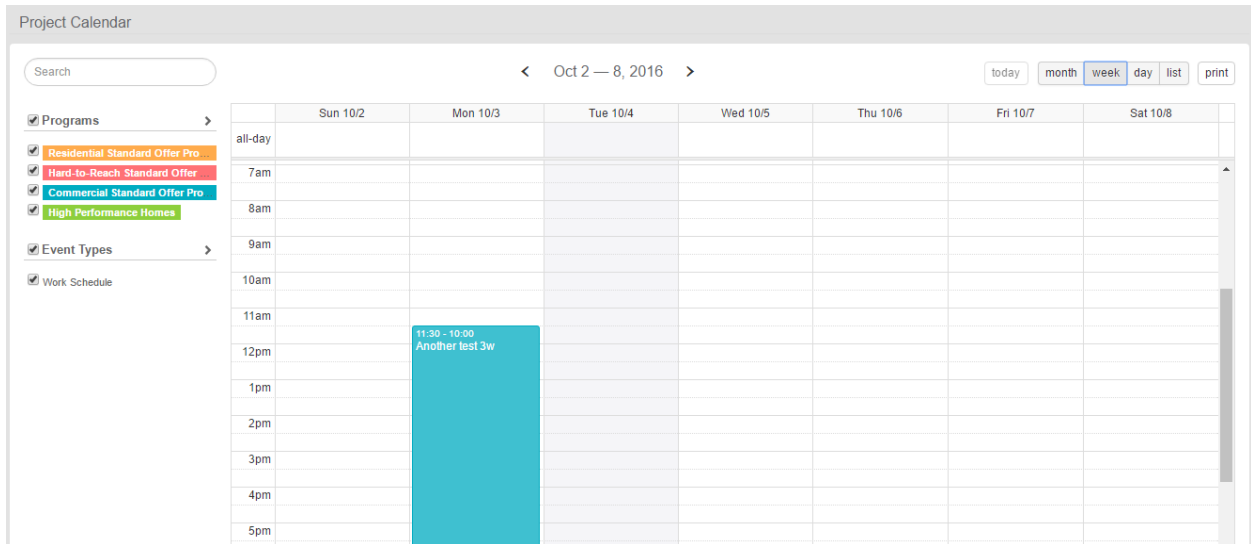 Project Calendar
Search
Oct 2 — 8, 2016
today month week day list print
Programs
Residential Standard Offer Pro...
Hard-to-Reach Standard Offer ...
Commercial Standard Offer Pro
High Performance Homes
Event Types
Work Schedule
Sun 10/2 Mon 10/3 Tue 10/4 Wed 10/5 Thu 10/6 Fri 10/7 Sat 10/8
all-day
7am
8am
9am
10am
11am
11:30 - 10:00
Another test 3w
12pm
1pm
2pm
3pm
4pm
5pm